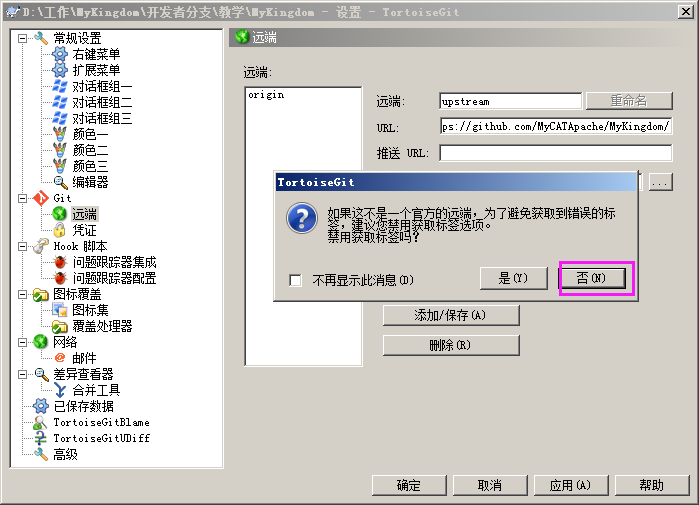 D:\工作\MyKingdom\开发者分支\教学\MyKingdom - 设置 - TortoiseGit
常规设置
右键菜单
扩展菜单
对话框组一
对话框组二
对话框组三
颜色一
颜色二
颜色三
编辑器
Git
远端
凭证
Hook 脚本
问题跟踪器集成
问题跟踪器配置
图标覆盖
图标集
覆盖处理器
网络
邮件
差异查看器
合并工具
已保存数据
TortoiseGitBlame
TortoiseGitUDiff
高级
远端
远端:
origin
远端:
upstream
重命名
URL:
ps://github.com/MyCATApache/MyKingdom/
推送 URL:
...
TortoiseGit
如果这不是一个官方的远端，为了避免获取到错误的标
签，建议您禁用获取标签选项。
禁用获取标签吗？
不再显示此消息(D)
是(Y)
否(N)
添加/保存(A)
删除(R)
确定
取消
应用(A)
帮助